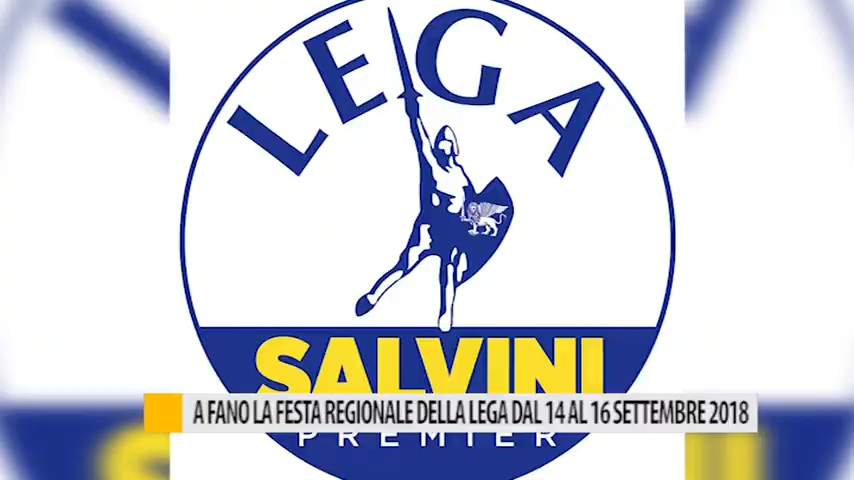 LEGA
SALVINI
A FANO LA FESTA REGIONALE DELLA LEGA DAL 14 AL 16 SETTEMBRE 2018
PREMIER